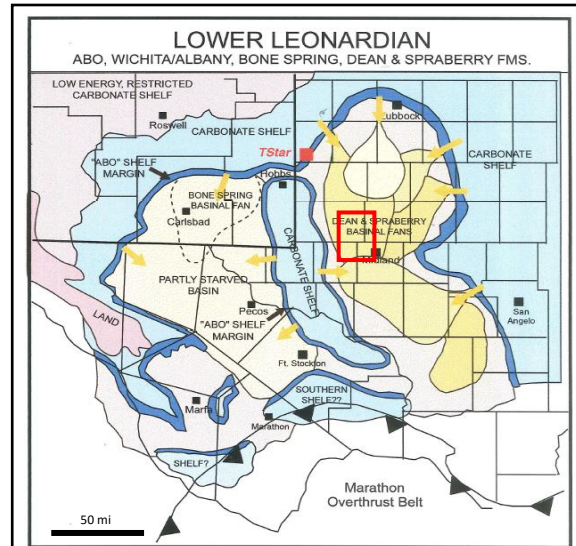 LOWER LEONARDIAN
ABO, WICHITA/ALBANY, BONE SPRING, DEAN & SPRABERRY FMS.
LOW ENERGY, RESTRICTED
CARBONATE SHELF
Roswell
CARBONATE SHELF
TStar
Lubbock
CARBONATE
SHELF
"ABO" SHELF
MARGIN
Hobbs
BONE SPRING
BASINAL FAN
Carlsbad
CARBONATE SHELF
DEAN & SPRABERRY
BASINAL FANS
Midland
PARTLY STARVED
BASIN
LAND
Pecos
"ABO" SHELF
MARGIN
San
Angelo
Ft. Stockton
SOUTHERN
SHELF??
Marfa
Marathon
SHELF?
Marathon
Overthrust Belt
50 mi